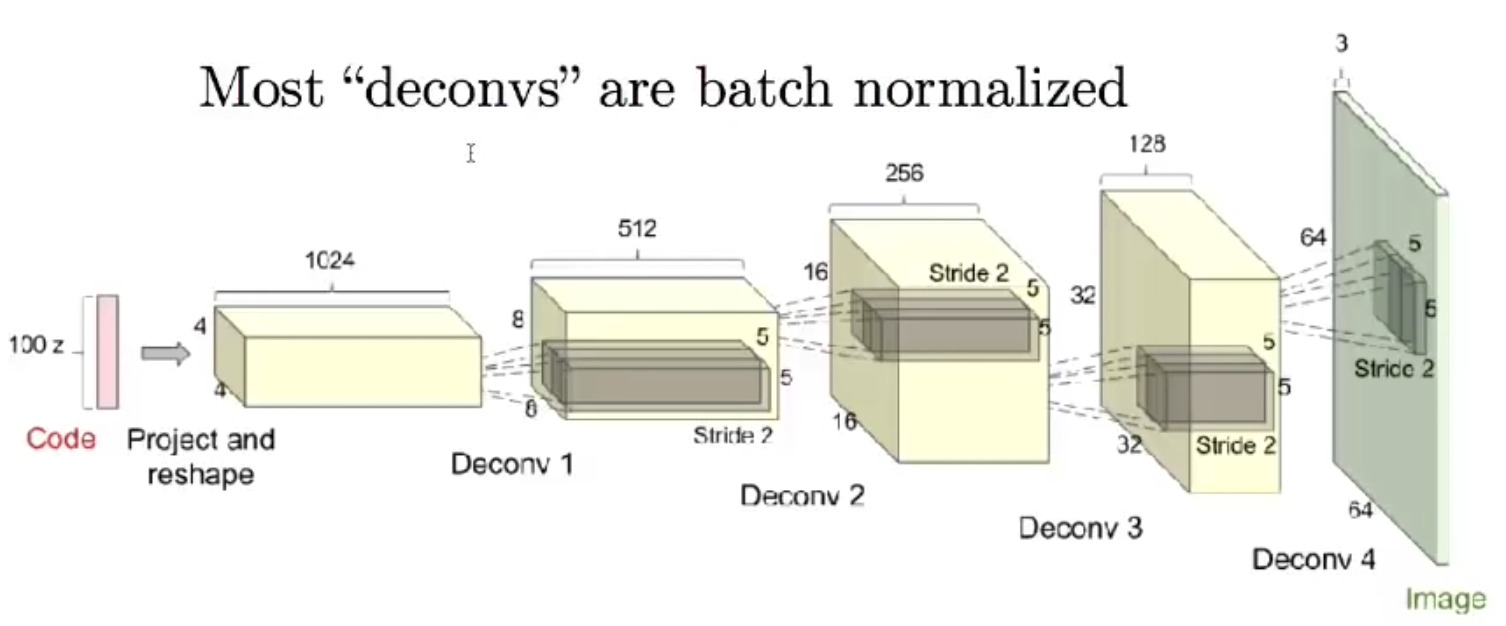 Most “deconvs” are batch normalized
3
128
256
512
1024
100 z
4
4
8
8
5
5
Stride 2
16
16
Stride 2
5
5
32
32
5
5
Stride 2
64
64
5
5
Stride 2
Code
Project and
reshape
Deconv 1
Deconv 2
Deconv 3
Deconv 4
Image